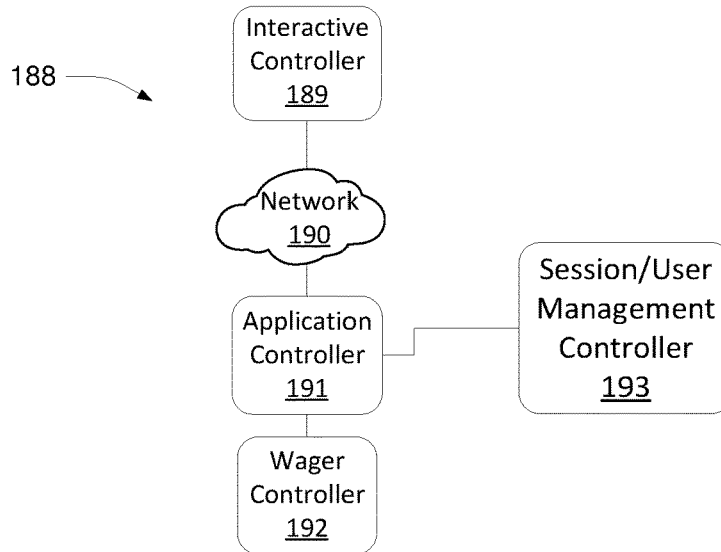 188
Interactive
Controller
189
Network
190
Application
Controller
191
Session/User
Management
Controller
193
Wager
Controller
192